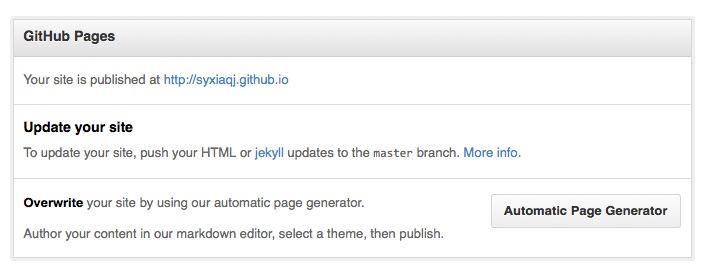 GitHub Pages
Your site is published at http://syxiaqj.github.io
Update your site
To update your site, push your HTML or jekyll updates to the master branch. More info.
Overwrite your site by using our automatic page generator.
Automatic Page Generator
Author your content in our markdown editor, select a theme, then publish.